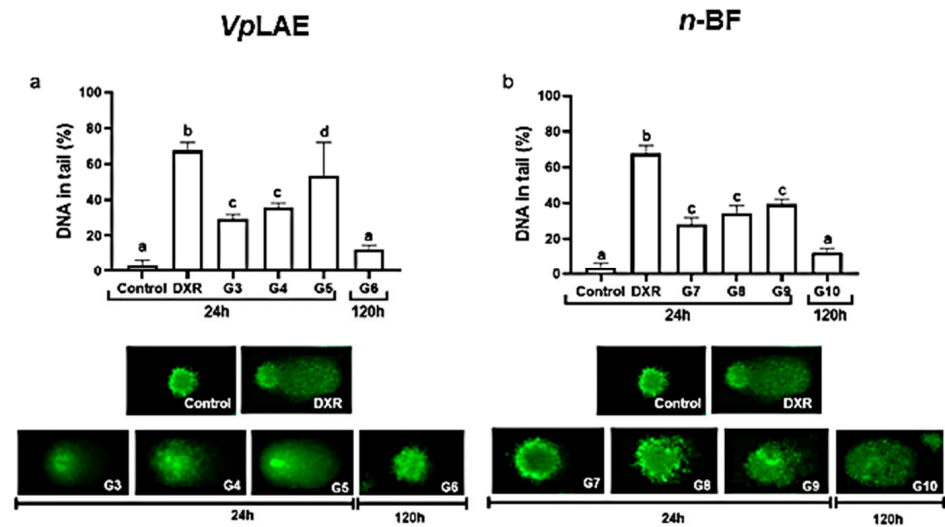 VpLAE
n-BF
a
DNA in tail (%)
100
80
60
40
20
0
a
b
c
c
d
a
Control DXR G3 G4 G5 G6
24h 120h
b
DNA in tail (%)
100
80
60
40
20
0
a
b
c
c
c
a
Control DXR G7 G8 G9 G10
24h 120h
Control DXR
G3 G4 G5 G6
24h 120h
Control DXR
G7 G8 G9 G10
24h 120h